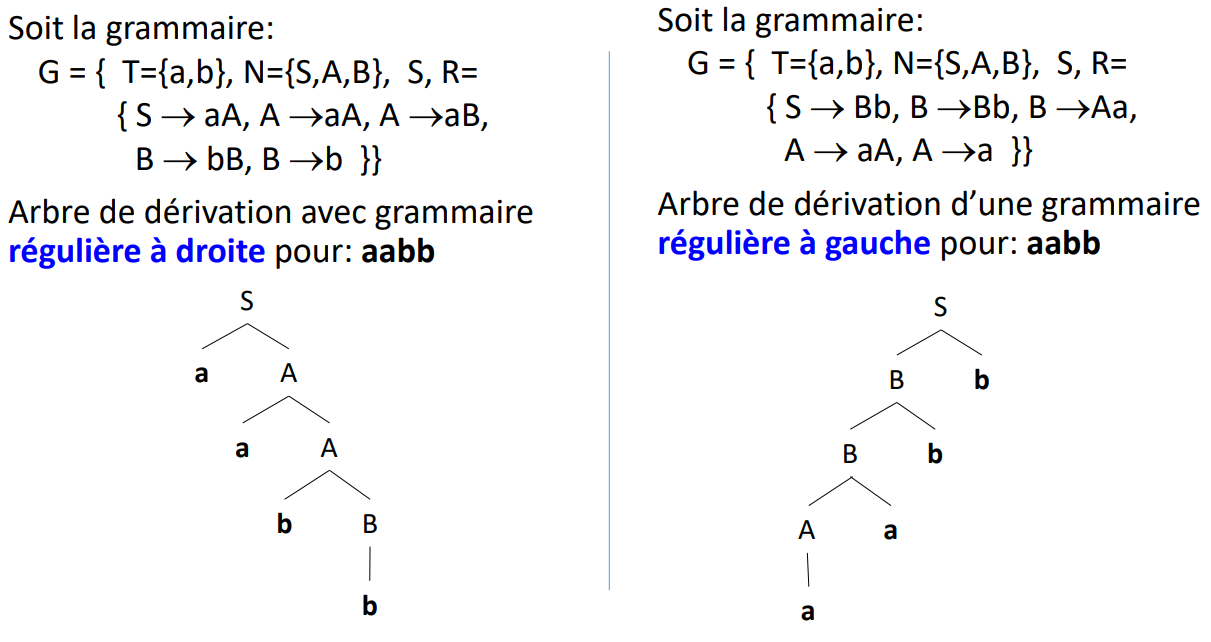 Soit la grammaire:
G = { T={a,b}, N={S,A,B}, S, R=
{ S → aA, A →aA, A →aB,
B → bB, B →b }}
Arbre de dérivation avec grammaire
régulière à droite pour: aabb
S
a A
a A
b B
b
Soit la grammaire:
G = { T={a,b}, N={S,A,B}, S, R=
{ S → Bb, B →Bb, B →Aa,
A → aA, A →a }}
Arbre de dérivation d’une grammaire
régulière à gauche pour: aabb
S
B b
B b
A a
a